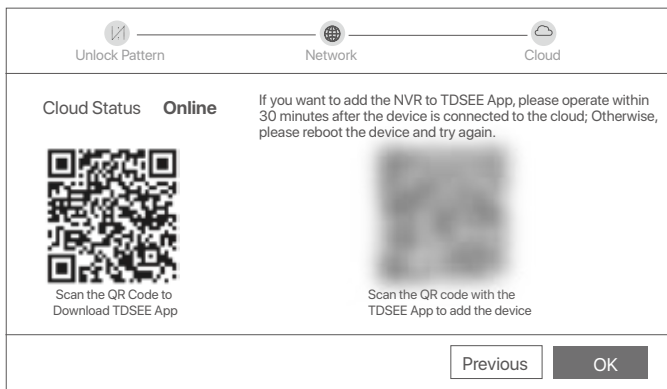 Unlock Pattern
Network
Cloud
Cloud Status Online
If you want to add the NVR to TDSEE App, please operate within
30 minutes after the device is connected to the cloud; Otherwise,
please reboot the device and try again.
Scan the QR Code to
Download TDSEE App
Scan the QR code with the
TDSEE App to add the device
Previous
OK